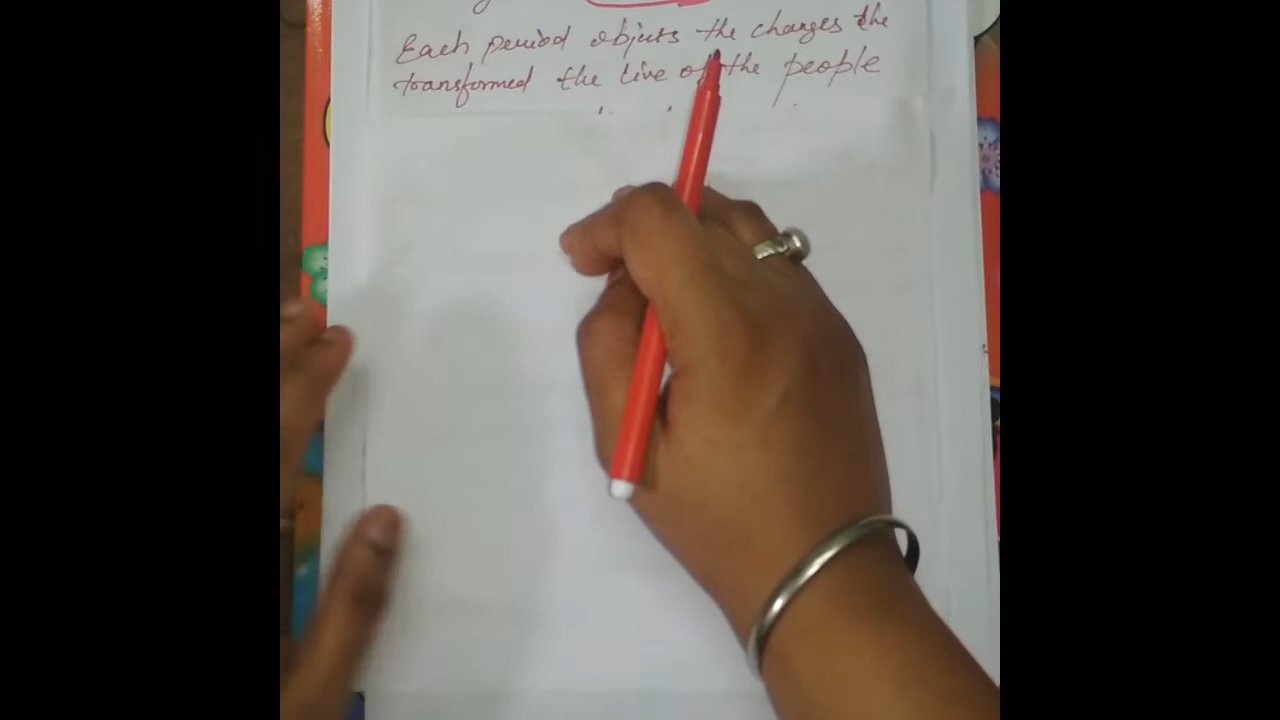 Each period objects the changes the
transformed the live of the people